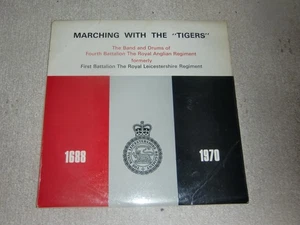 MARCHING WITH THE "TIGERS"
The Band and Drums of
Fourth Battalion The Royal Anglian Regiment
formerly
First Battalion The Royal Leicestershire Regiment
1688
1970